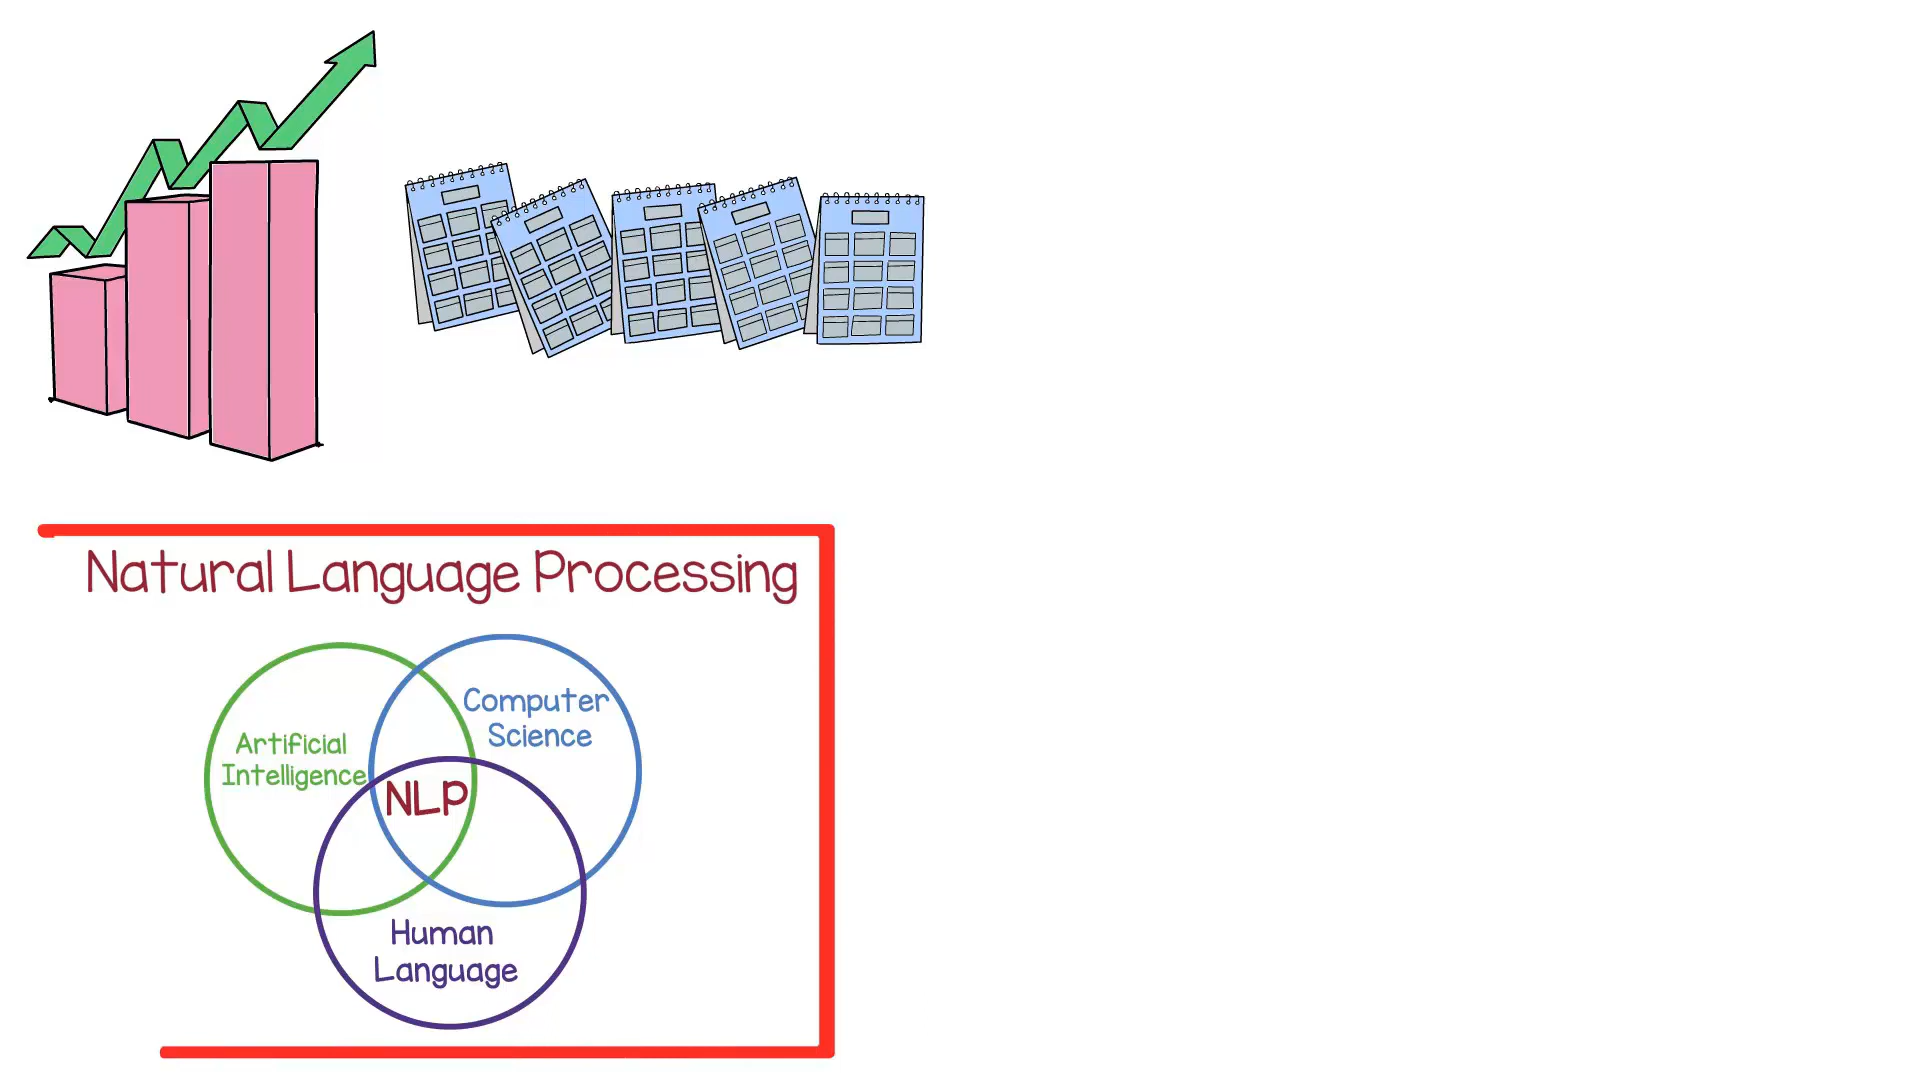 Natural Language Processing
Computer
Science
Artificial
Intelligence
NLP
Human
Language